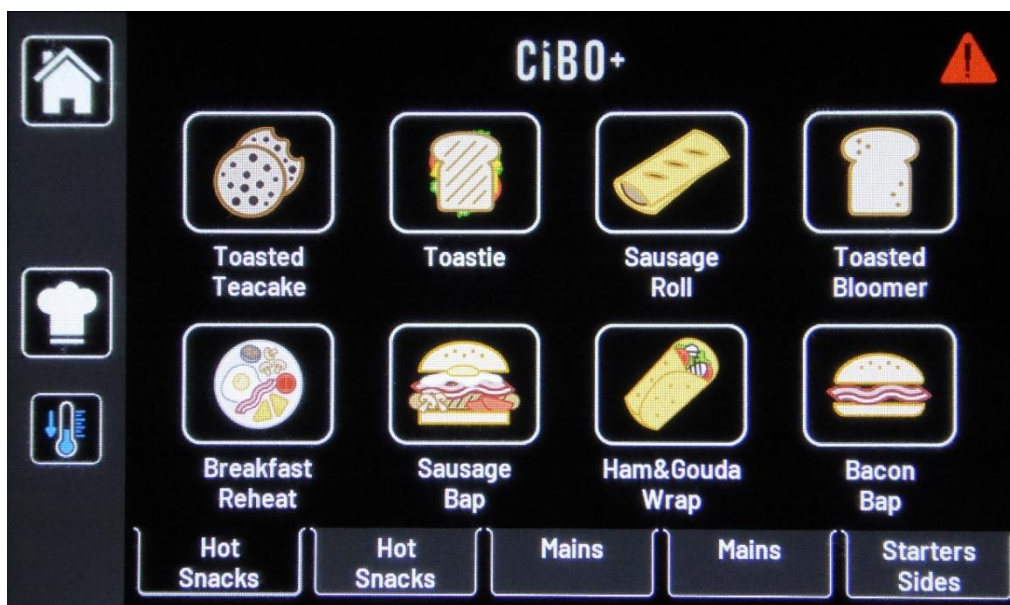 CiBO+
Toasted
Teacake
Toastie
Sausage
Roll
Toasted
Bloomer
Breakfast
Reheat
Sausage
Bap
Ham&Gouda
Wrap
Bacon
Bap
Hot
Snacks
Hot
Snacks
Mains
Mains
Starters
Sides